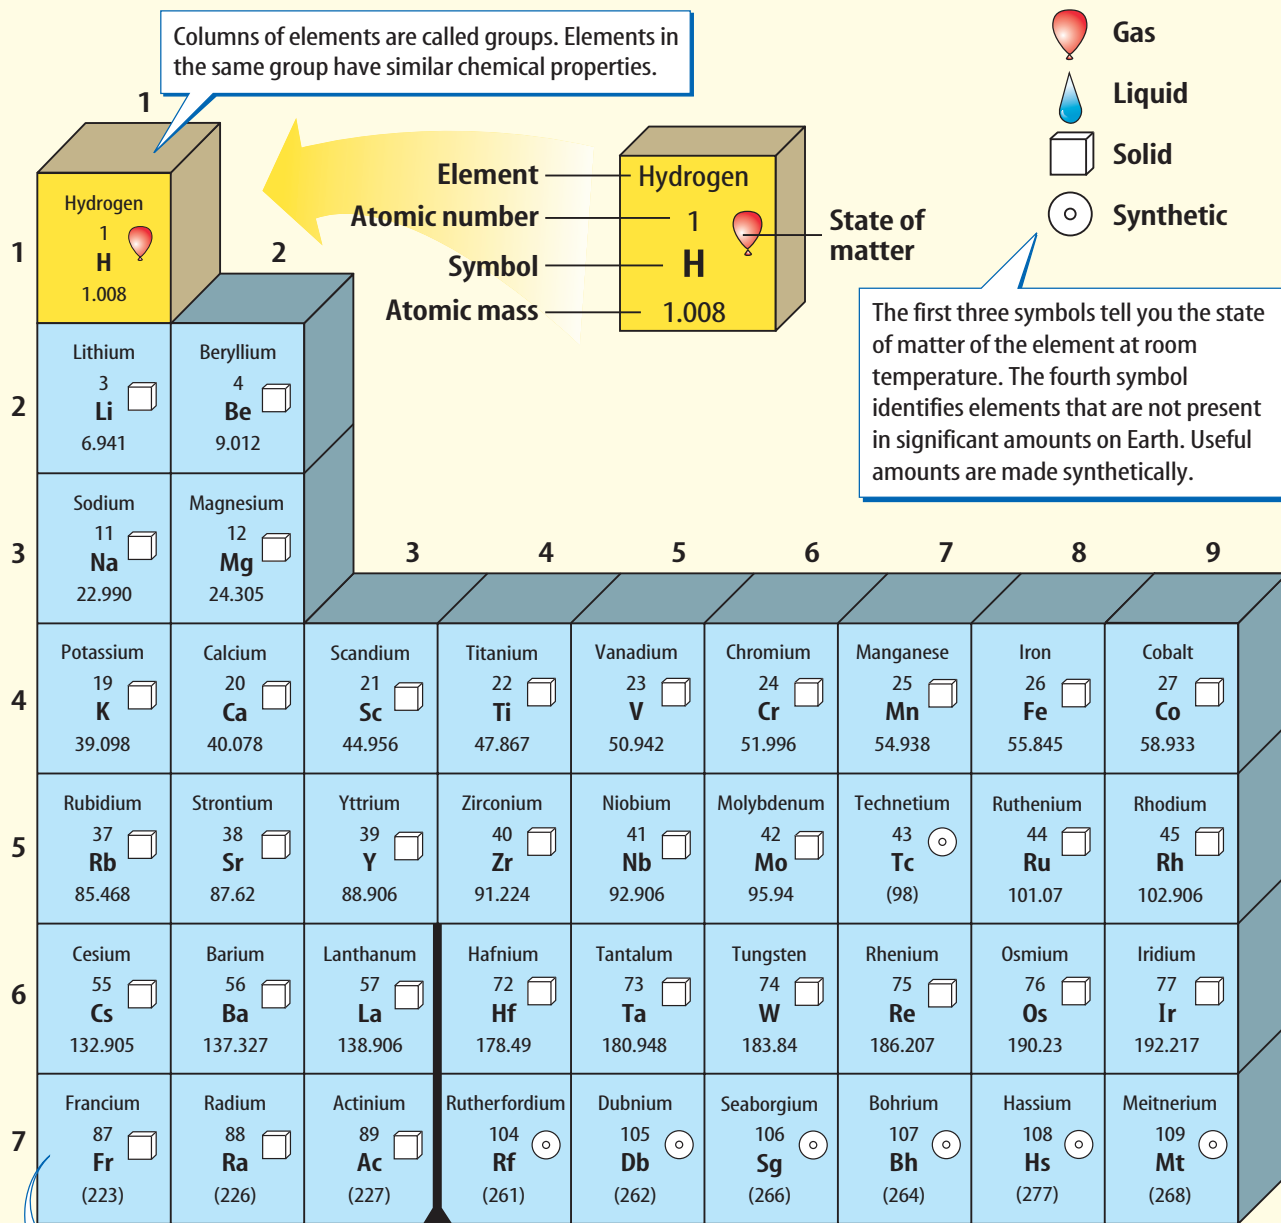 Columns of elements are called groups. Elements in
the same group have similar chemical properties.
Gas
Liquid
Solid
Synthetic
1
Element
Hydrogen
Atomic number
1
State of
matter
Symbol
H
Atomic mass
1.008
The first three symbols tell you the state
of matter of the element at room
temperature. The fourth symbol
identifies elements that are not present
in significant amounts on Earth. Useful
amounts are made synthetically.
1
Hydrogen
1
H
1.008
2
2
Lithium
3
Li
6.941
Beryllium
4
Be
9.012
3
Sodium
11
Na
22.990
Magnesium
12
Mg
24.305
3 4 5 6 7 8 9
4
Potassium
19
K
39.098
Calcium
20
Ca
40.078
Scandium
21
Sc
44.956
Titanium
22
Ti
47.867
Vanadium
23
V
50.942
Chromium
24
Cr
51.996
Manganese
25
Mn
54.938
Iron
26
Fe
55.845
Cobalt
27
Co
58.933
5
Rubidium
37
Rb
85.468
Strontium
38
Sr
87.62
Yttrium
39
Y
88.906
Zirconium
40
Zr
91.224
Niobium
41
Nb
92.906
Molybdenum
42
Mo
95.94
Technetium
43
Tc
(98)
Ruthenium
44
Ru
101.07
Rhodium
45
Rh
102.906
6
Cesium
55
Cs
132.905
Barium
56
Ba
137.327
Lanthanum
57
La
138.906
Hafnium
72
Hf
178.49
Tantalum
73
Ta
180.948
Tungsten
74
W
183.84
Rhenium
75
Re
186.207
Osmium
76
Os
190.23
Iridium
77
Ir
192.217
7
Francium
87
Fr
(223)
Radium
88
Ra
(226)
Actinium
89
Ac
(227)
Rutherfordium
104
Rf
(261)
Dubnium
105
Db
(262)
Seaborgium
106
Sg
(266)
Bohrium
107
Bh
(264)
Hassium
108
Hs
(277)
Meitnerium
109
Mt
(268)